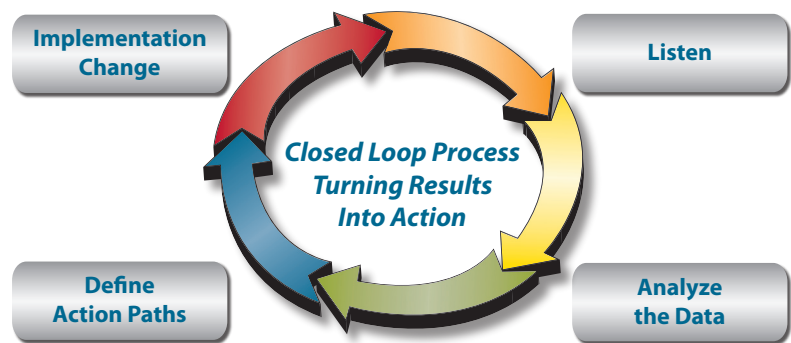 Implementation
Change
Listen
Closed Loop Process
Turning Results
Into Action
Define
Action Paths
Analyze
the Data